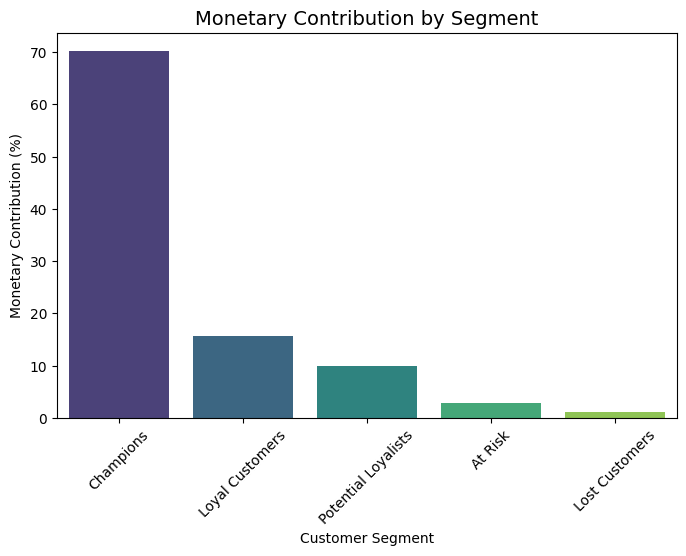 Monetary Contribution by Segment
Monetary Contribution (%)
70
60
50
40
30
20
10
0
Champions
Loyal Customers
Potential Loyalists
At Risk
Lost Customers
Customer Segment